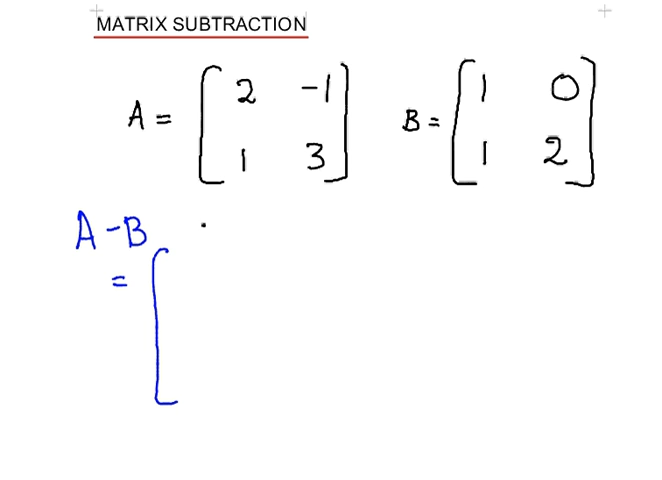 MATRIX SUBTRACTION
A = [ 2 -1 B = [ 1 0
1 3 ] 1 2 ]
A - B
= [